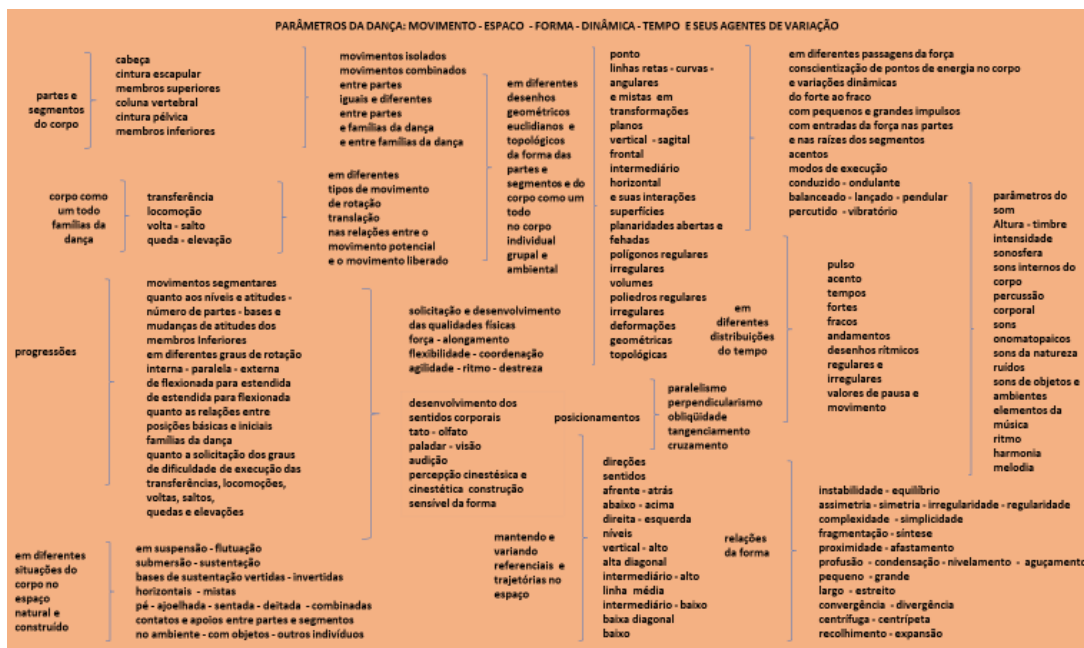 PARÂMETROS DA DANÇA: MOVIMENTO - ESPACO - FORMA - DINÂMICA - TEMPO E SEUS AGENTES DE VARIAÇÃO
partes e
segmentos
do corpo
cabeça
cintura escapular
membros superiores
coluna vertebral
cintura pélvica
membros inferiores
movimentos isolados
movimentos combinados
entre partes
iguais e diferentes
entre partes
e famílias da dança
e entre famílias da dança
corpo como
um todo
famílias da
dança
transferência
locomoção
volta - salto
queda - elevação
em diferentes
tipos de movimento
de rotação
translação
nas relações entre o
movimento potencial
e o movimento liberado
em diferentes
desenhos
geométricos
euclidianos e
topológicos
da forma das
partes e
segmentos e do
corpo como um
todo
no corpo
individual
grupal e
ambiental
ponto
linhas retas - curvas -
angulares
e mistas em
transformações
planos
vertical - sagital
frontal
intermediário
horizontal
e suas interações
superfícies
planaridades abertas e
fehadas
polígonos regulares
irregulares
volumes
poliedros regulares
irregulares
deformações
geométricas
topológicas
em diferentes passagens da força
conscientização de pontos de energia no corpo
e variações dinâmicas
do forte ao fraco
com pequenos e grandes impulsos
com entradas da força nas partes
e nas raízes dos segmentos
acentos
modos de execução
conduzido - ondulante
balanceado - lançado - pendular
percutido - vibratório
em
diferentes
distribuições
do tempo
pulso
acento
tempos
fortes
fracos
andamentos
desenhos rítmicos
regulares e
irregulares
valores de pausa e
movimento
parâmetros do
som
Altura - timbre
intensidade
sonosfera
sons internos do
corpo
percussão
corporal
sons
onomatopaicos
sons da natureza
ruídos
sons de objetos e
ambientes
elementos da
música
ritmo
harmonia
melodia
progressões
movimentos segmentares
quanto aos níveis e atitudes -
número de partes - bases e
mudanças de atitudes dos
membros Inferiores
em diferentes graus de rotação
interna - paralela - externa
de flexionada para estendida
de estendida para flexionada
quanto as relações entre
posições básicas e iniciais
famílias da dança
quanto a solicitação dos graus
de dificuldade de execução das
transferências, locomoções,
voltas, saltos,
quedas e elevações
solicitação e desenvolvimento
das qualidades físicas
força - alongamento
flexibilidade - coordenação
agilidade - ritmo - destreza
desenvolvimento dos
sentidos corporais
tato - olfato
paladar - visão
audição
percepção cinestésica e
cinestética construção
sensível da forma
posicionamentos
paralelismo
perpendicularismo
obliqüidade
tangenciamento
cruzamento
em diferentes
situações do
corpo no
espaço
natural e
construído
em suspensão - flutuação
submersão - sustentação
bases de sustentação vertidas - invertidas
horizontais - mistas
pé - ajoelhada - sentada - deitada - combinadas
contatos e apoios entre partes e segmentos
no ambiente - com objetos - outros indivíduos
mantendo e
variando
referenciais e
trajetórias no
espaço
direções
sentidos
afrente - atrás
abaixo - acima
direita - esquerda
níveis
vertical - alto
alta diagonal
intermediário - alto
linha média
intermediário - baixo
baixa diagonal
baixo
relações
da forma
instabilidade - equilíbrio
assimetria - simetria - irregularidade - regularidade
complexidade - simplicidade
fragmentação - síntese
proximidade - afastamento
profusão - condensação - nivelamento - aguçamento
pequeno - grande
largo - estreito
convergência - divergência
centrífuga - centrípeta
recolhimento - expansão